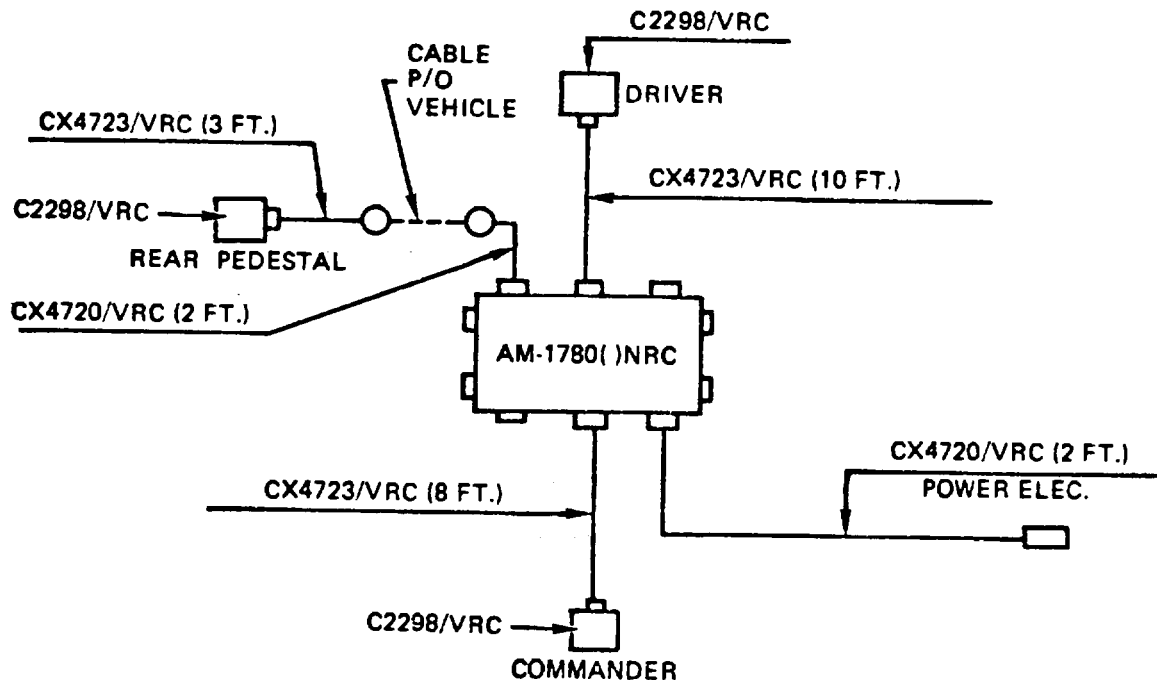 C2298/VRC
CABLE
P/O
VEHICLE
DRIVER
CX4723/VRC (3 FT.)
CX4723/VRC (10 FT.)
C2298/VRC
REAR PEDESTAL
CX4720/VRC (2 FT.)
AM-1780( )NRC
CX4720/VRC (2 FT.)
POWER ELEC.
CX4723/VRC (8 FT.)
C2298/VRC
COMMANDER